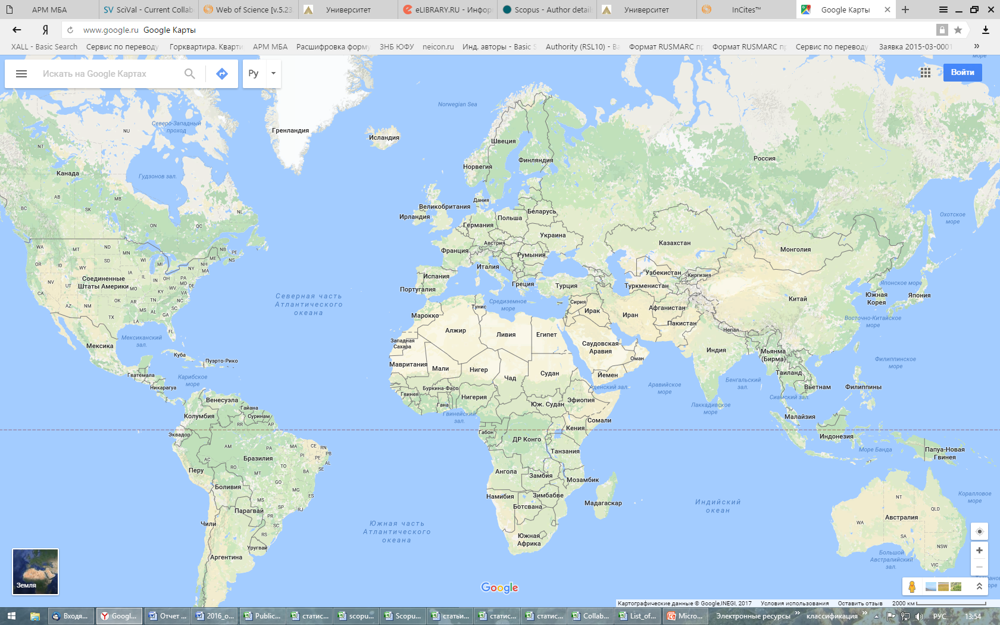 АРМ МБА
SciVal - Current Collab
Web of Science [v.5.23
Университет
eLIBRARY.RU - Инфор
Scopus - Author details
Университет
InCites™
Google Карты
Я
www.google.ru Google Карты
XALL - Basic Search
Сервис по переводу
Горквартира. Кварти
АРМ МБА
Расшифровка форму
ЗНБ ЮФУ
neicon.ru
Инд. авторы - Basic S
Authority (RSL10) - Ba
Формат RUSMARC пр
Формат RUSMARC пр
Сервис по переводу
Заявка 2015-03-0001
»
море
Искать на Google Картах
Ру
Войти
Norwegian Sea
Северо-Западный
проход
NU
Гренландия
Исландия
Швеция
NT
Финляндия
Россия
Норвегия
Канада
Гудзонов зал.
AB
MB
Дания
Великобритания
BC
SK
NL
Беларусь
Ирландия
Польша
Охотское
море
ON
QC
Германия
Украина
Австрия
Казахстан
WA
MT
ND
MN
NB
PE
Франция
Румыния
Монголия
OR
ID
SD
WI
MI
ME
NS
NH
WY
Италия
NY
MA
IA
IL
IN
OH
PA
Узбекистан
Киргизия
Испания
NV
UT
Соединенные
Штаты Америки
MO
KY
WV
MD
DE
VA
Греция
Турция
Туркменистан
Японское море
CA
Португалия
Северная часть
Атлантического
океана
Южная
Корея
Япония
AZ
NM
OK
AR
TN
NC
SC
Тунис
Средиземное
море
Сирия
Ирак
Иран
Афганистан
Китай
MS
AL
GA
TX
LA
Марокко
Пакистан
Восточно-Китайское
море
FL
Алжир
Ливия
Египет
Непал
Мексика
Мексиканский
зал.
Западная
Сахара
Саудовская
Аравия
Индия
Мьянма
(Бирма)
Куба
Пуэрто-Рико
Мавритания
Мали
Нигер
Оман
Филиппинское
море
Гватемала
Карибское
море
Чад
Судан
Йемен
Таиланд
Никарагуа
Буркина-Фасо
Аденский зал.
Аравийское
море
Бенгальский
зал.
Вьетнам
Филиппины
Гвинея
Нигерия
Эфиопия
Сиамский зал.
Венесуэла
Гана
Юж. Судан
Лаккадивское
море
Гайана
Суринам
Колумбия
Гвинейский
зал.
Сомали
Малайзия
RR
AP
Кения
Габон
Эквадор
ДР Конго
Индонезия
AM
PA
MA
CE
RN
Танзания
Море Банда
Папуа-Новая
Гвинея
AC
Бразилия
PI
PE
PB
AL
RO
TO
BA
SE
Перу
MT
Ангола
Замбия
Мозамбик
GO
Боливия
MG
Намибия
Зимбабве
ES
NT
Коралловое
море
MS
SP
RJ
Ботсвана
Мадагаскар
Индийский
океан
QLD
Парагвай
PR
Австралия
Чили
SC
Южная часть
Атлантического
океана
WA
RS
Южная
Африка
SA
Уругвай
NSW
Аргентина
Большой
Австралийский
зал.
VIC
Земля
Google
Картографические данные © Google,INEGI, 2017
Условия использования
Оставить отзыв
2000 км
Входя...
Googl...
Отчет ...
2016_о...
Public...
статис...
scopu...
Scopu...
статьи...
статис...
статис...
Collab...
List_of...
Micro...
Электронные ресурсы
»
классификация
»
РУС
13:54